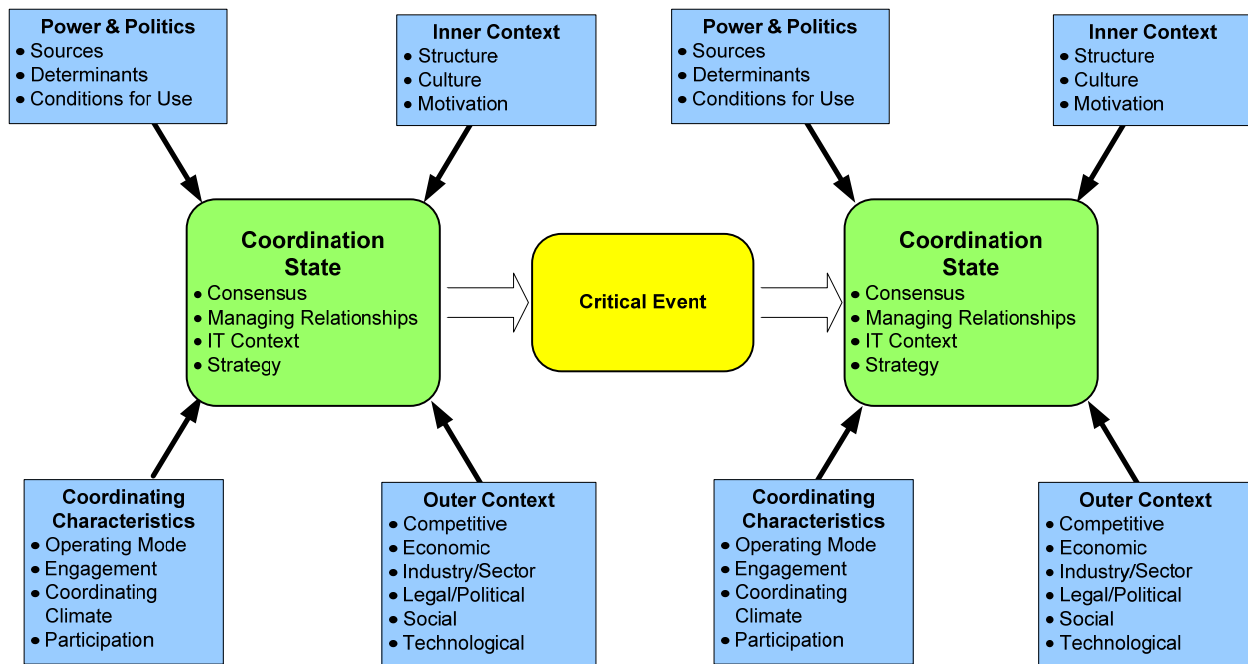 Power & Politics
• Sources
• Determinants
• Conditions for Use
Inner Context
• Structure
• Culture
• Motivation
Power & Politics
• Sources
• Determinants
• Conditions for Use
Inner Context
• Structure
• Culture
• Motivation
Coordination
State
• Consensus
• Managing Relationships
• IT Context
• Strategy
Critical Event
Coordination
State
• Consensus
• Managing Relationships
• IT Context
• Strategy
Coordinating
Characteristics
• Operating Mode
• Engagement
• Coordinating
Climate
• Participation
Outer Context
• Competitive
• Economic
• Industry/Sector
• Legal/Political
• Social
• Technological
Coordinating
Characteristics
• Operating Mode
• Engagement
• Coordinating
Climate
• Participation
Outer Context
• Competitive
• Economic
• Industry/Sector
• Legal/Political
• Social
• Technological